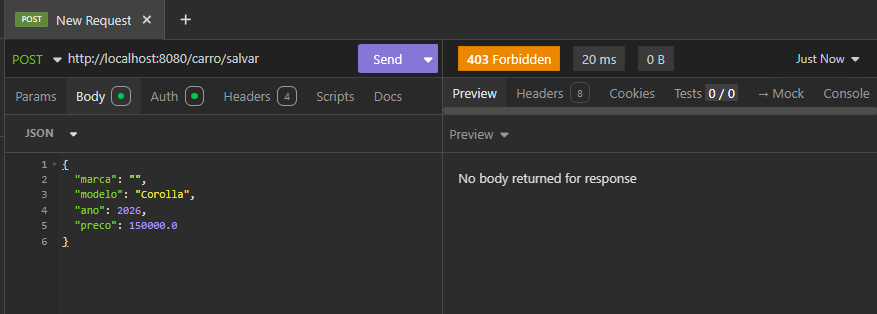 POST New Request × +
POST http://localhost:8080/carro/salvar Send 403 Forbidden 20 ms 0 B Just Now
Params Body Auth Headers 4 Scripts Docs Preview Headers 8 Cookies Tests 0 / 0 → Mock Console
JSON Preview
1 {
2 "marca": "",
3 "modelo": "Corolla",
4 "ano": 2026,
5 "preco": 150000.0
6 }
No body returned for response